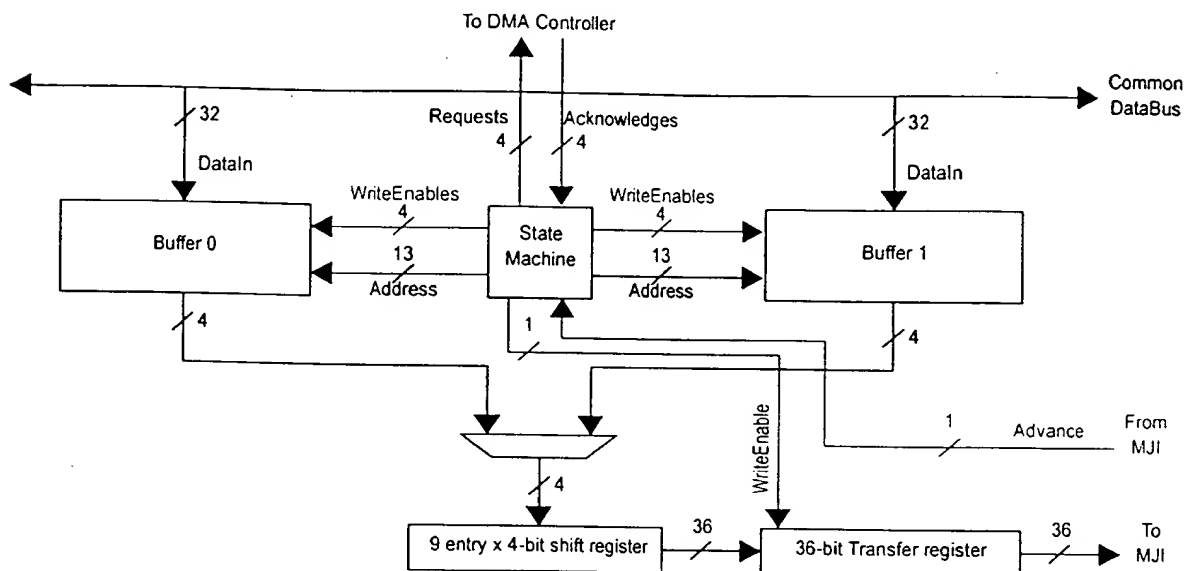 To DMA Controller
Common
DataBus
32
Requests
4
Acknowledges
4
32
DataIn
DataIn
WriteEnables
4
WriteEnables
4
Buffer 0
State
Machine
Buffer 1
13
Address
13
Address
4
1
4
WriteEnable
1
Advance
From
MJI
4
9 entry x 4-bit shift register
36
36-bit Transfer register
36
To
MJI